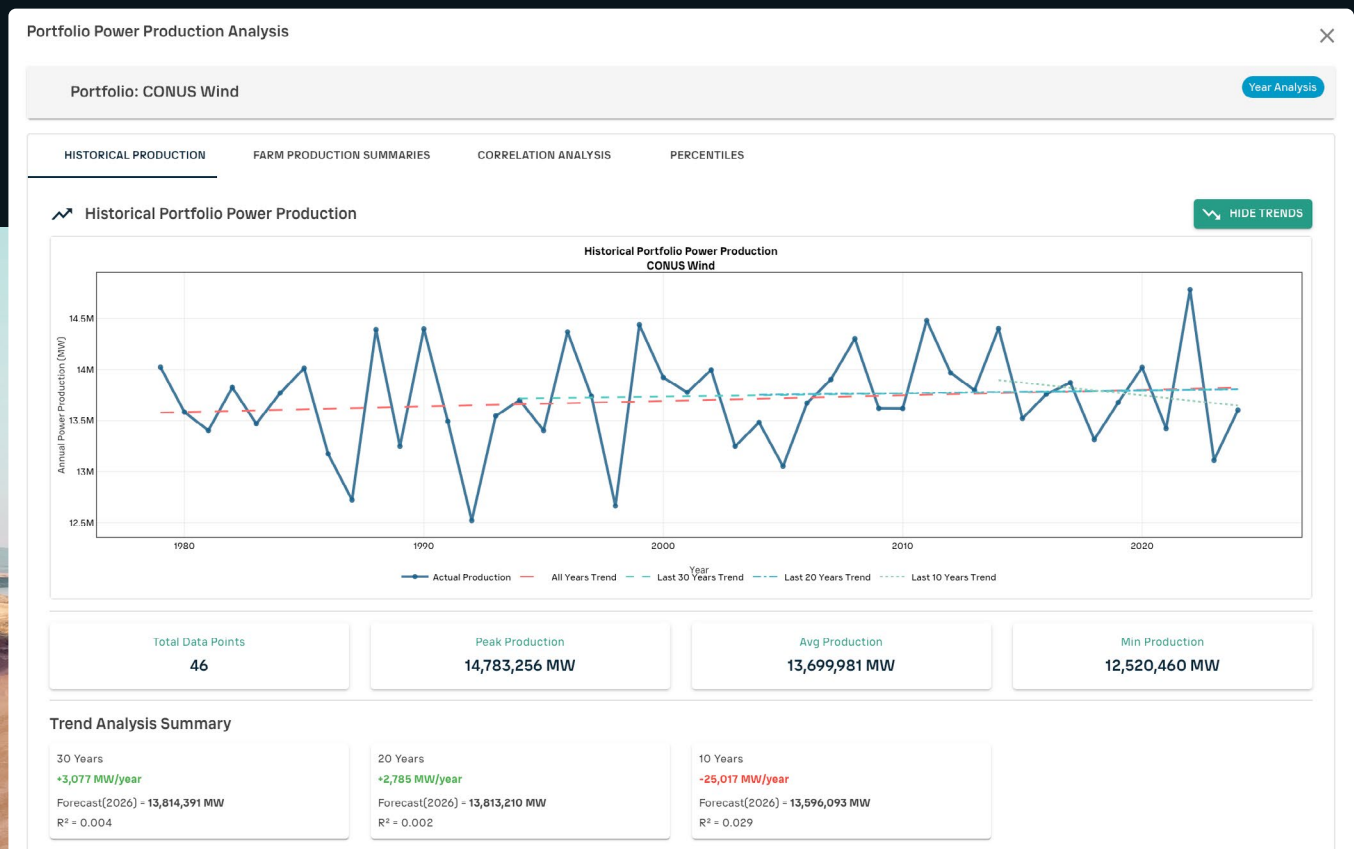 Portfolio Power Production Analysis
Portfolio: CONUS Wind
Year Analysis
HISTORICAL PRODUCTION FARM PRODUCTION SUMMARIES CORRELATION ANALYSIS PERCENTILES
Historical Portfolio Power Production
HIDE TRENDS
Historical Portfolio Power Production
CONUS Wind
Annual Power Production (MW)
14.5M
14M
13.5M
13M
12.5M
1980 1990 2000 2010 2020
Year
Actual Production All Years Trend Last 30 Years Trend Last 20 Years Trend Last 10 Years Trend
Total Data Points Peak Production Avg Production Min Production
46 14,783,256 MW 13,699,981 MW 12,520,460 MW
Trend Analysis Summary
30 Years 20 Years 10 Years
+3,077 MW/year +2,785 MW/year -25,017 MW/year
Forecast(2026) = 13,814,391 MW Forecast(2026) = 13,813,210 MW Forecast(2026) = 13,596,093 MW
R² = 0.004 R² = 0.002 R² = 0.029